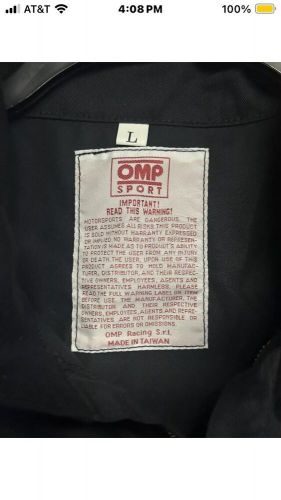 AT&T 4:08 PM 100%
L
OMP
SPORT
IMPORTANT!
READ THIS WARNING!
MOTORSPORTS ARE DANGEROUS. THE
USER ASSUMES ALL RISKS THIS PRODUCT
IS SOLD WITHOUT WARRANTY EXPRESSED
OR IMPLIED NO WARRANTY OR REPRESEN-
TATION IS MADE AS TO PRODUCT'S ABILITY
TO PROTECT THE USER FROM ANY INJURY
OR DEATH. THE USER, UPON USE OF THIS
PRODUCT AGREES TO HOLD MANUFAC-
TURER, DISTRIBUTOR, AND THEIR RESPEC-
TIVE OWNERS, EMPLOYEES, AGENTS AND
REPRESENTATIVES HARMLESS. PLEASE
READ THE FULL WARNING LABEL ON ITEM
BEFORE USE. THE MANUFACTURER, THE
DISTRIBUTOR AND THEIR RESPECTIVE
OWNERS, EMPLOYEES, AGENTS AND REPRE-
SENTATIVES ARE NOT RESPONSIBLE OR
LIABLE FOR ERRORS OR OMISSIONS.
OMP Racing S.r.l.
MADE IN TAIWAN